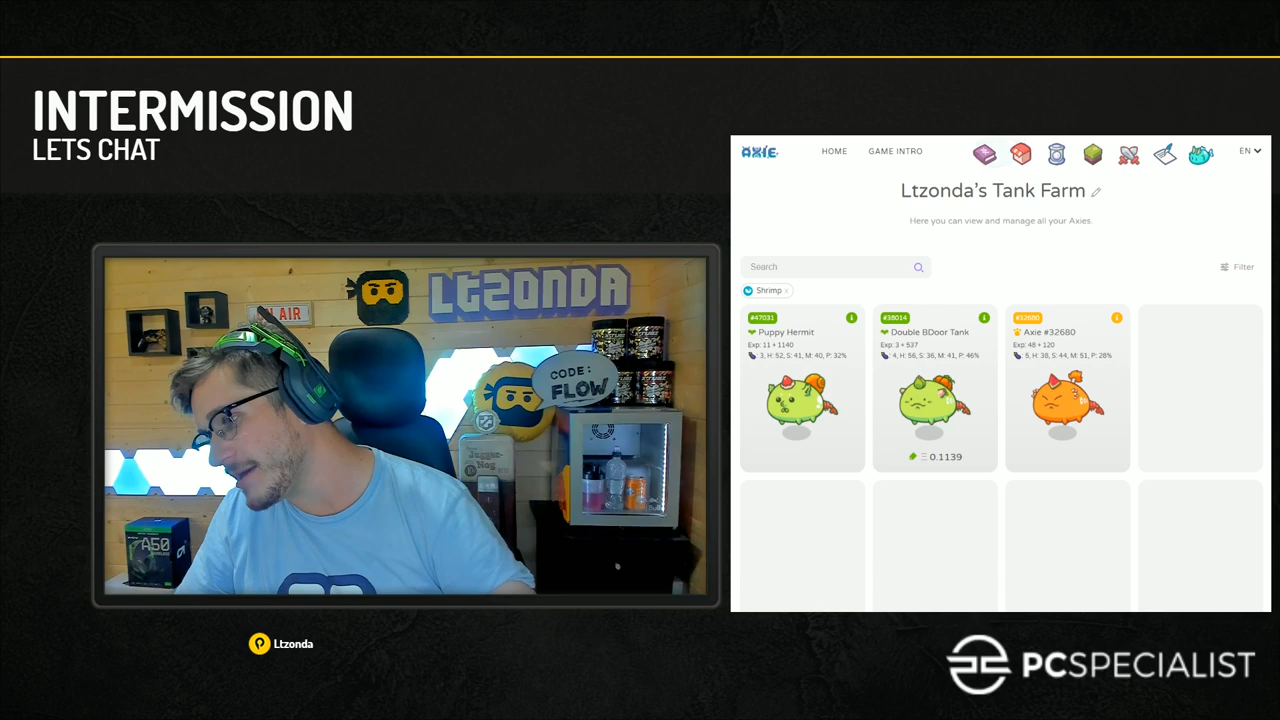 INTERMISSION
LETS CHAT
AXIE
HOME
GAME INTRO
EN
Ltzonda's Tank Farm
Here you can view and manage all your Axies.
Search
Filter
Shrimp x
#47031
Puppy Hermit
Exp: 11 + 1140
3, H: 52, S: 41, M: 40, P: 32%
#38014
Double BDoor Tank
Exp: 3 + 537
4, H: 56, S: 36, M: 41, P: 46%
Ξ 0.1139
#32680
Axie #32680
Exp: 48 + 120
5, H: 38, S: 44, M: 51, P: 28%
ON AIR
LTZONDA
CODE:
FLOW
Jugger-
Nog
A50
Ltzonda
PCSPECIALIST